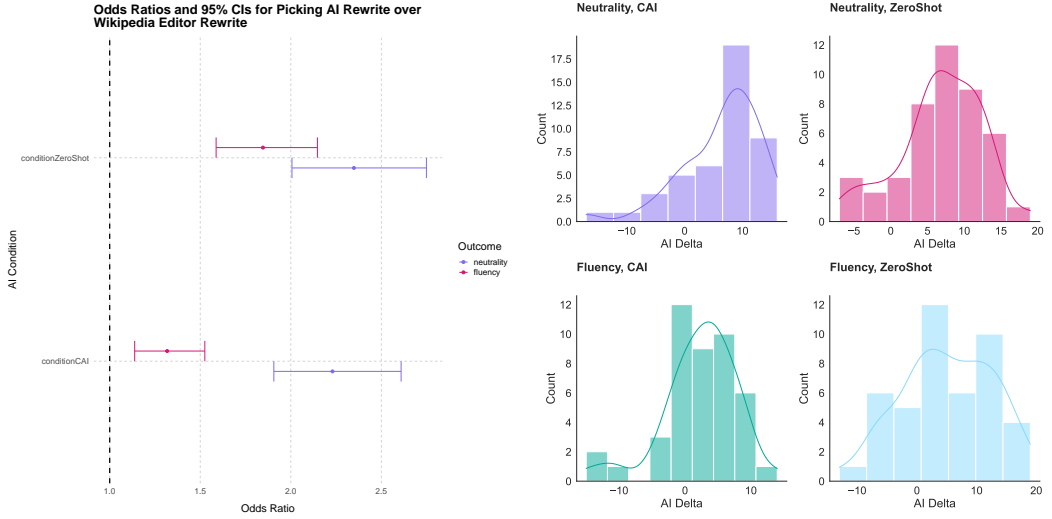 Odds Ratios and 95% CIs for Picking AI Rewrite over
Wikipedia Editor Rewrite
AI Condition
conditionZeroShot
conditionCAI
1.0
1.5
2.0
2.5
Odds Ratio
Outcome
neutrality
fluency
Neutrality, CAI
Count
17.5
15.0
12.5
10.0
7.5
5.0
2.5
0.0
−10
0
10
AI Delta
Neutrality, ZeroShot
Count
12
10
8
6
4
2
0
−5
0
5
10
15
20
AI Delta
Fluency, CAI
Count
12
10
8
6
4
2
0
−10
0
10
AI Delta
Fluency, ZeroShot
Count
12
10
8
6
4
2
0
−10
0
10
20
AI Delta